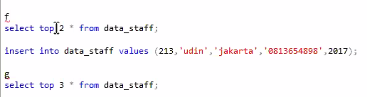 f
select top 2 * from data_staff;
insert into data_staff values (213,'udin','jakarta','0813654898',2017);
g
select top 3 * from data_staff;